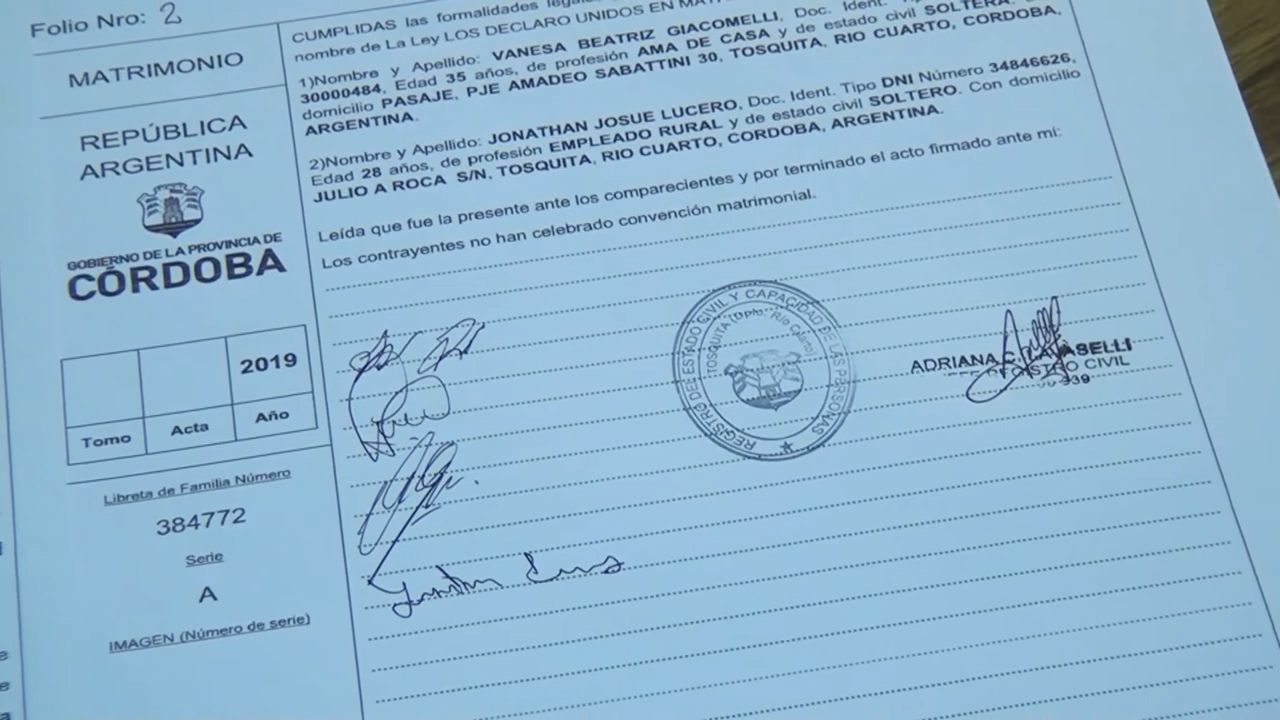 Folio Nro: 2
MATRIMONIO
REPÚBLICA
ARGENTINA
GOBIERNO DE LA PROVINCIA DE
CÓRDOBA
2019
Tomo Acta Año
Libreta de Familia Número
384772
Serie
A
IMAGEN (Número de serie)
CUMPLIDAS las formalidades
nombre de La Ley LOS DECLARO UNIDOS EN
1)Nombre y Apellido: VANESA BEATRIZ GIACOMELLI, Doc. Ident.
30000484, Edad 35 años, de profesión AMA DE CASA y de estado civil SOLTERA.
domicilio PASAJE, PJE AMADEO SABATTINI 30, TOSQUITA, RIO CUARTO, CORDOBA,
ARGENTINA.
2)Nombre y Apellido: JONATHAN JOSUE LUCERO, Doc. Ident. Tipo DNI Número 34846626,
Edad 28 años, de profesión EMPLEADO RURAL y de estado civil SOLTERO. Con domicilio
JULIO A ROCA S/N, TOSQUITA, RIO CUARTO, CORDOBA, ARGENTINA.
Leída que fue la presente ante los comparecientes y por terminado el acto firmado ante mí:
Los contrayentes no han celebrado convención matrimonial.
REGISTRO DEL ESTADO CIVIL Y CAPACIDAD DE LAS PERSONAS
TOSQUITA (Dpto. Río Cuarto)
ADRIANA C.
REGISTRO CIVIL
939